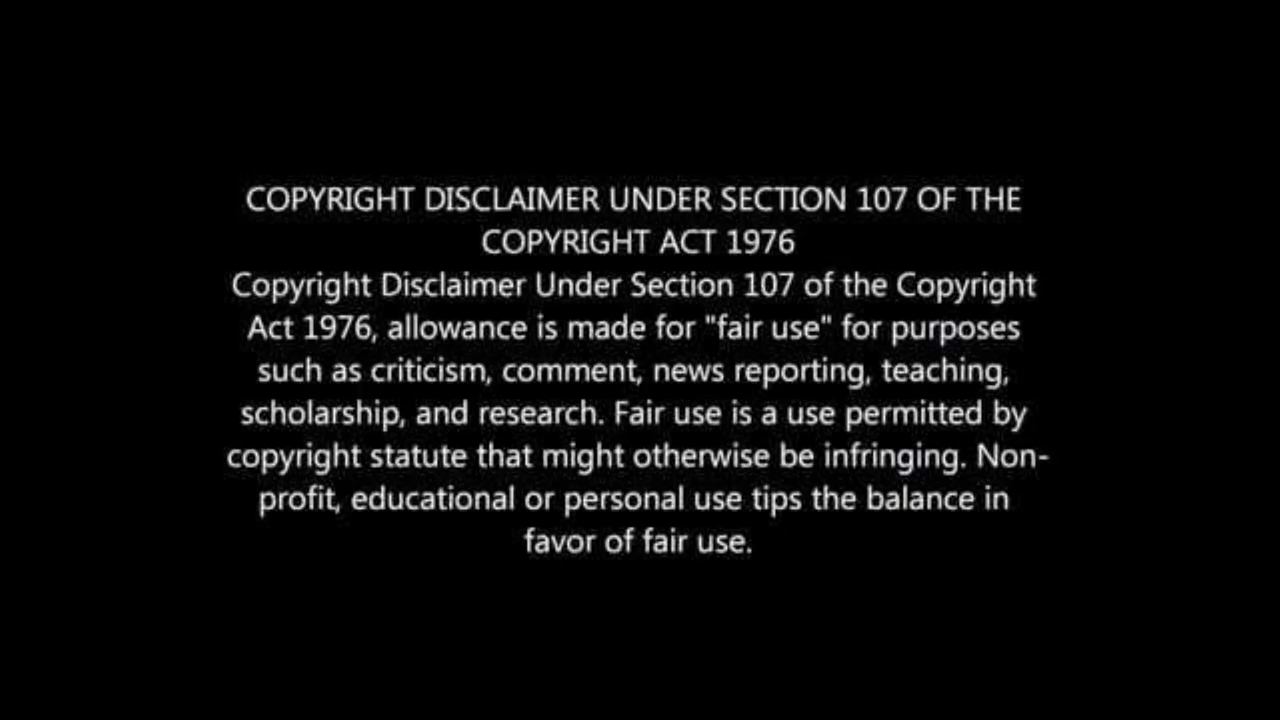 COPYRIGHT DISCLAIMER UNDER SECTION 107 OF THE
COPYRIGHT ACT 1976
Copyright Disclaimer Under Section 107 of the Copyright
Act 1976, allowance is made for "fair use" for purposes
such as criticism, comment, news reporting, teaching,
scholarship, and research. Fair use is a use permitted by
copyright statute that might otherwise be infringing. Non-
profit, educational or personal use tips the balance in
favor of fair use.